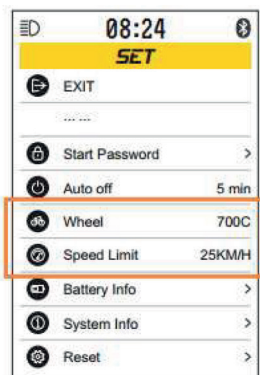 08:24
SET
EXIT
... ...
Start Password >
Auto off 5 min
Wheel 700C
Speed Limit 25KM/H
Battery Info >
System Info >
Reset >